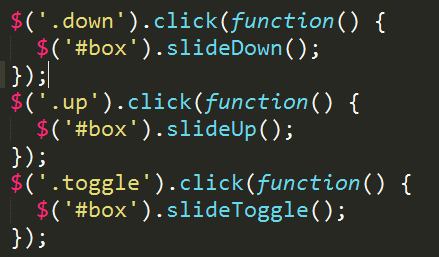 $('.down').click(function() {
  $('#box').slideDown();
});
$('.up').click(function() {
  $('#box').slideUp();
});
$('.toggle').click(function() {
  $('#box').slideToggle();
});